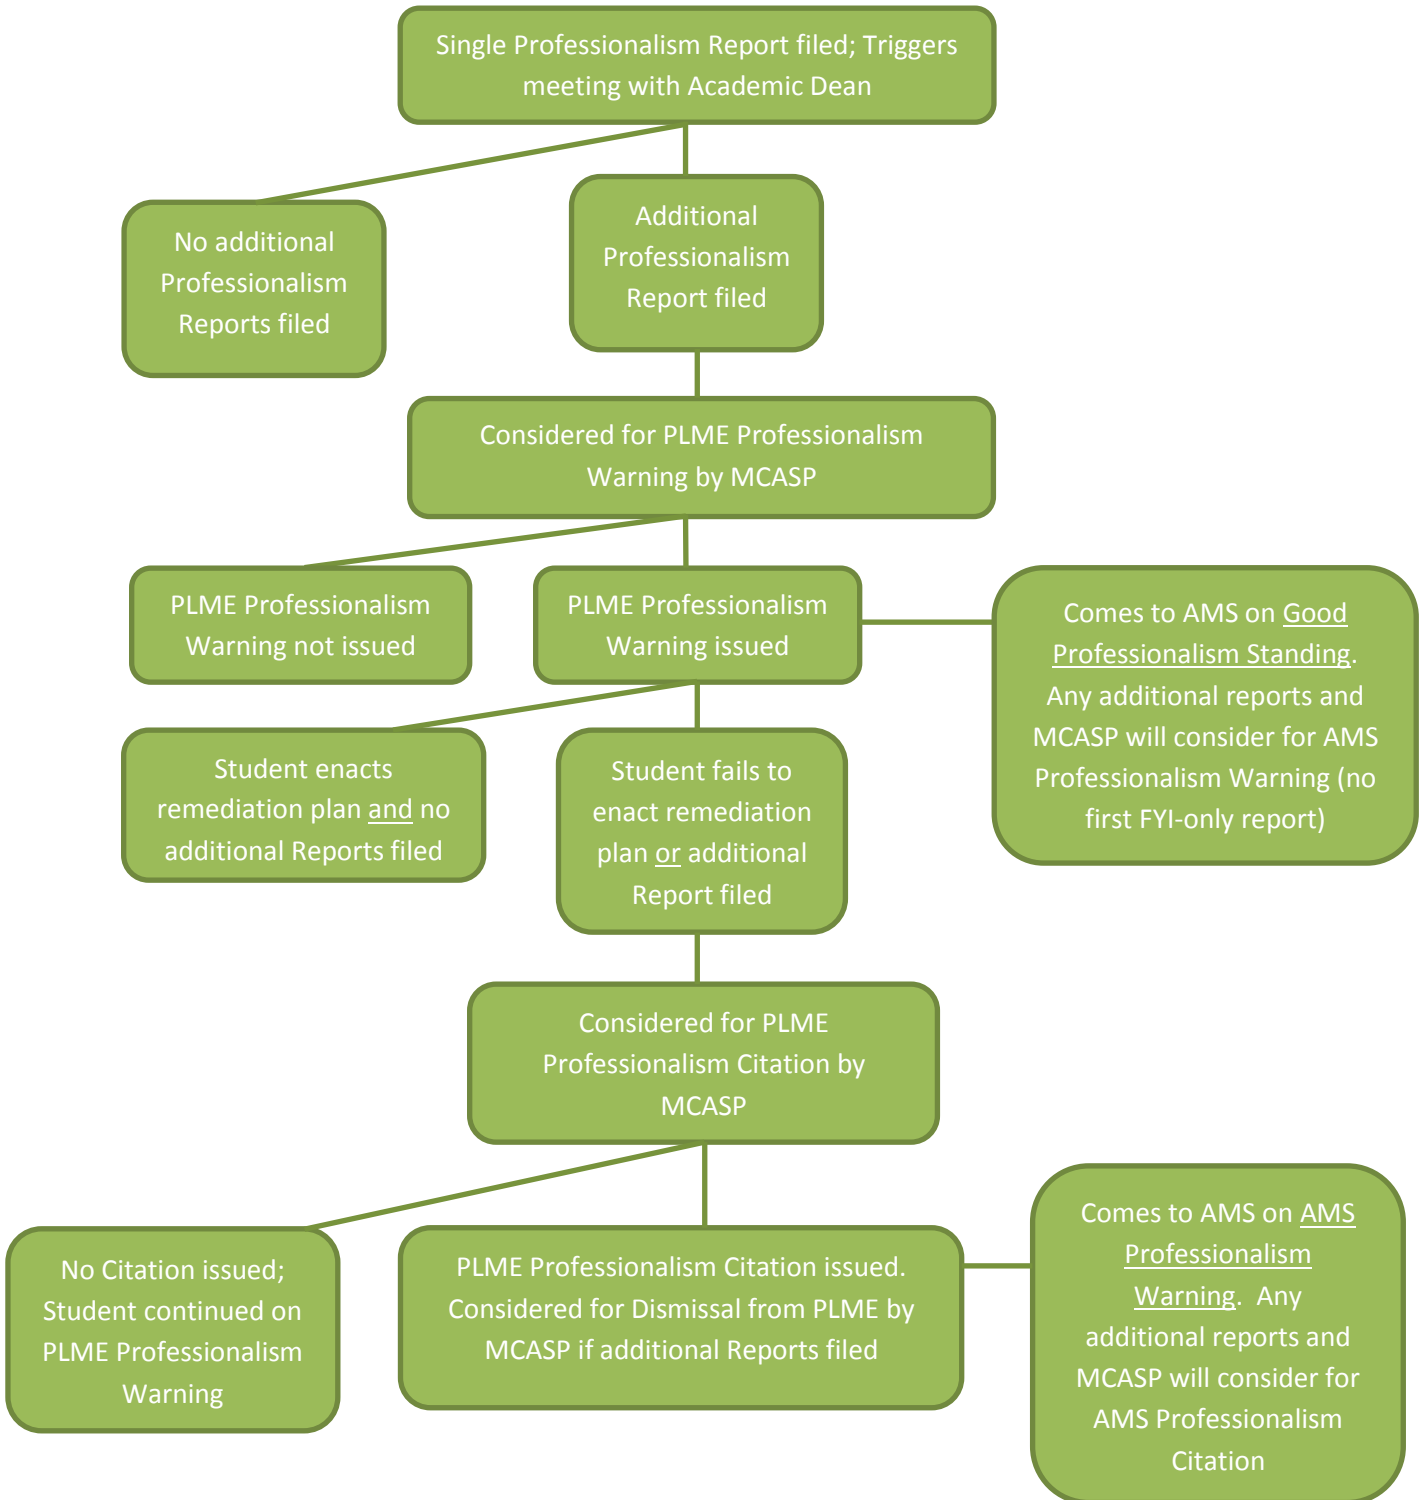 Single Professionalism Report filed; Triggers
meeting with Academic Dean
No additional
Professionalism
Reports filed
Additional
Professionalism
Report filed
Considered for PLME Professionalism
Warning by MCASP
PLME Professionalism
Warning not issued
PLME Professionalism
Warning issued
Comes to AMS on Good
Professionalism Standing.
Any additional reports and
MCASP will consider for AMS
Professionalism Warning (no
first FYI-only report)
Student enacts
remediation plan and no
additional Reports filed
Student fails to
enact remediation
plan or additional
Report filed
Considered for PLME
Professionalism Citation by
MCASP
No Citation issued;
Student continued on
PLME Professionalism
Warning
PLME Professionalism Citation issued.
Considered for Dismissal from PLME by
MCASP if additional Reports filed
Comes to AMS on AMS
Professionalism
Warning.  Any
additional reports and
MCASP will consider for
AMS Professionalism
Citation